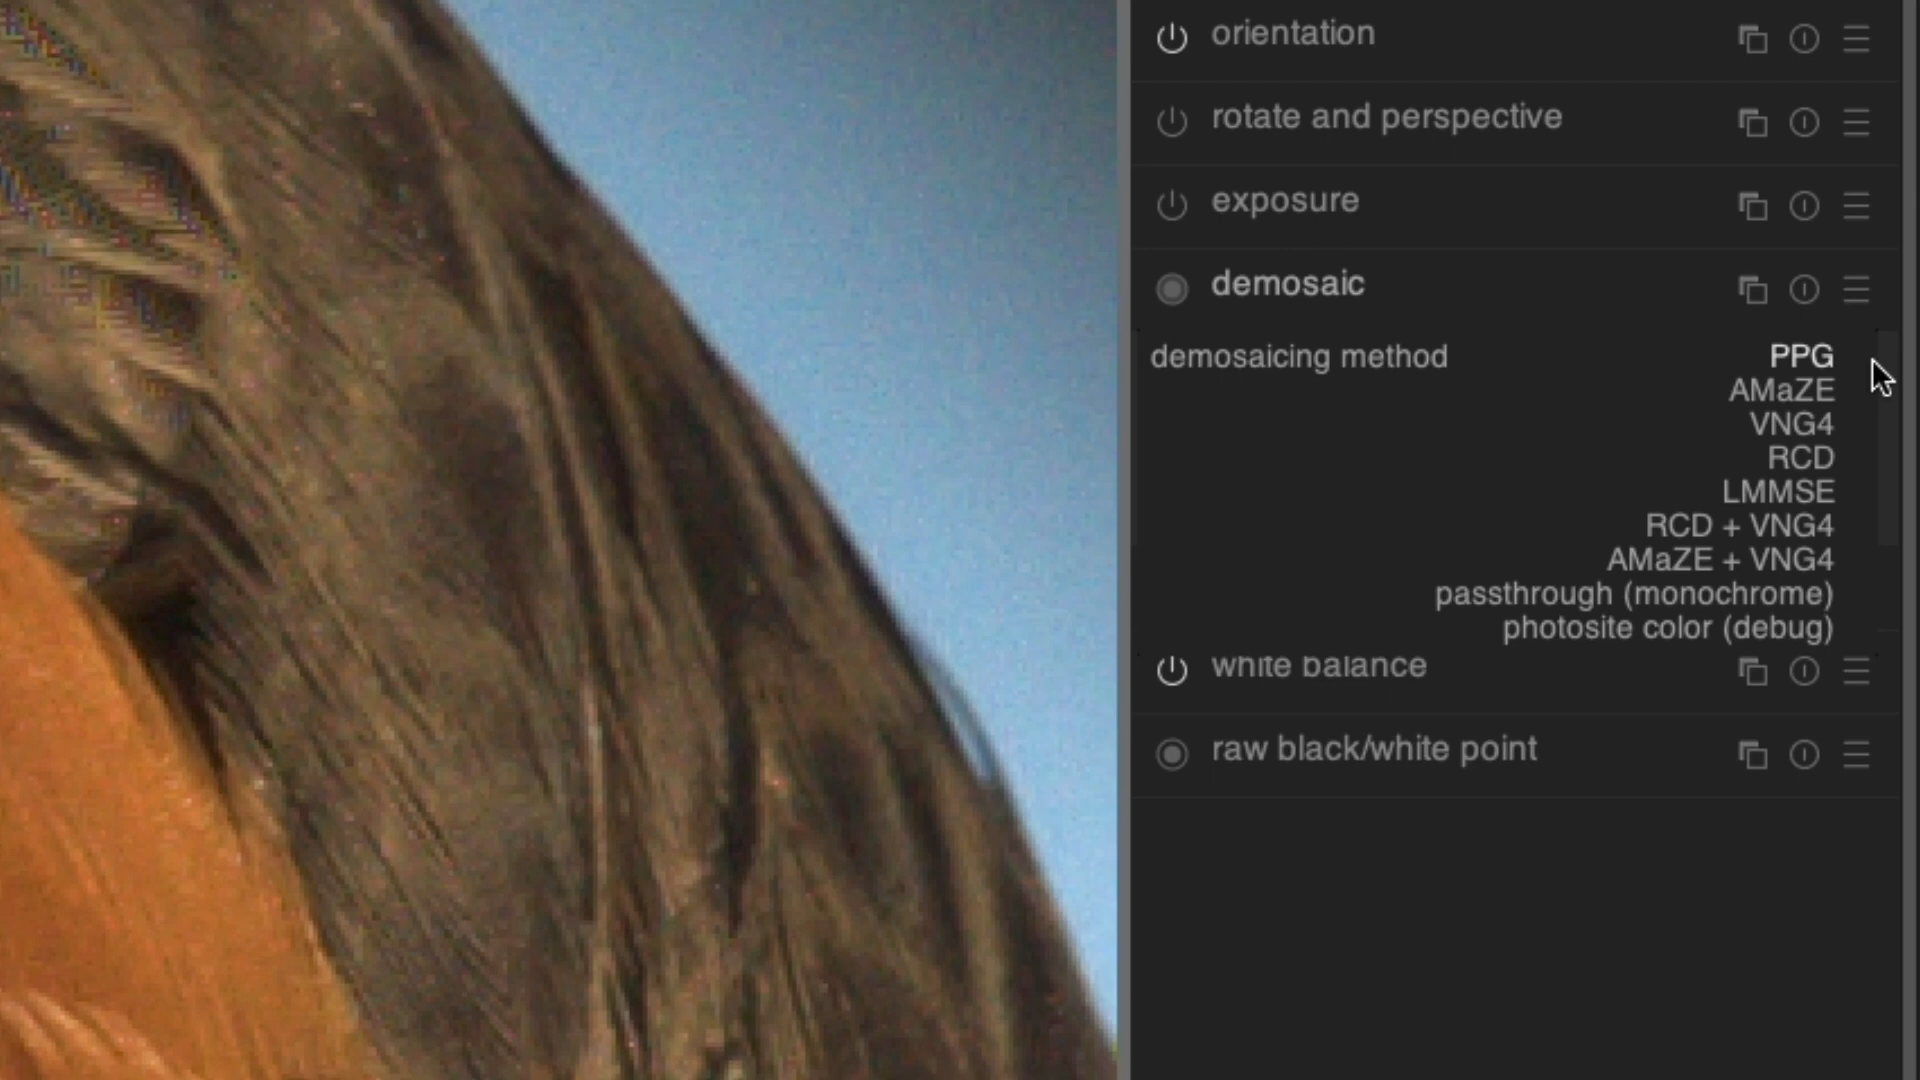 orientation
rotate and perspective
exposure
demosaic
demosaicing method PPG
AMaZE
VNG4
RCD
LMMSE
RCD + VNG4
AMaZE + VNG4
passthrough (monochrome)
photosite color (debug)
white balance
raw black/white point